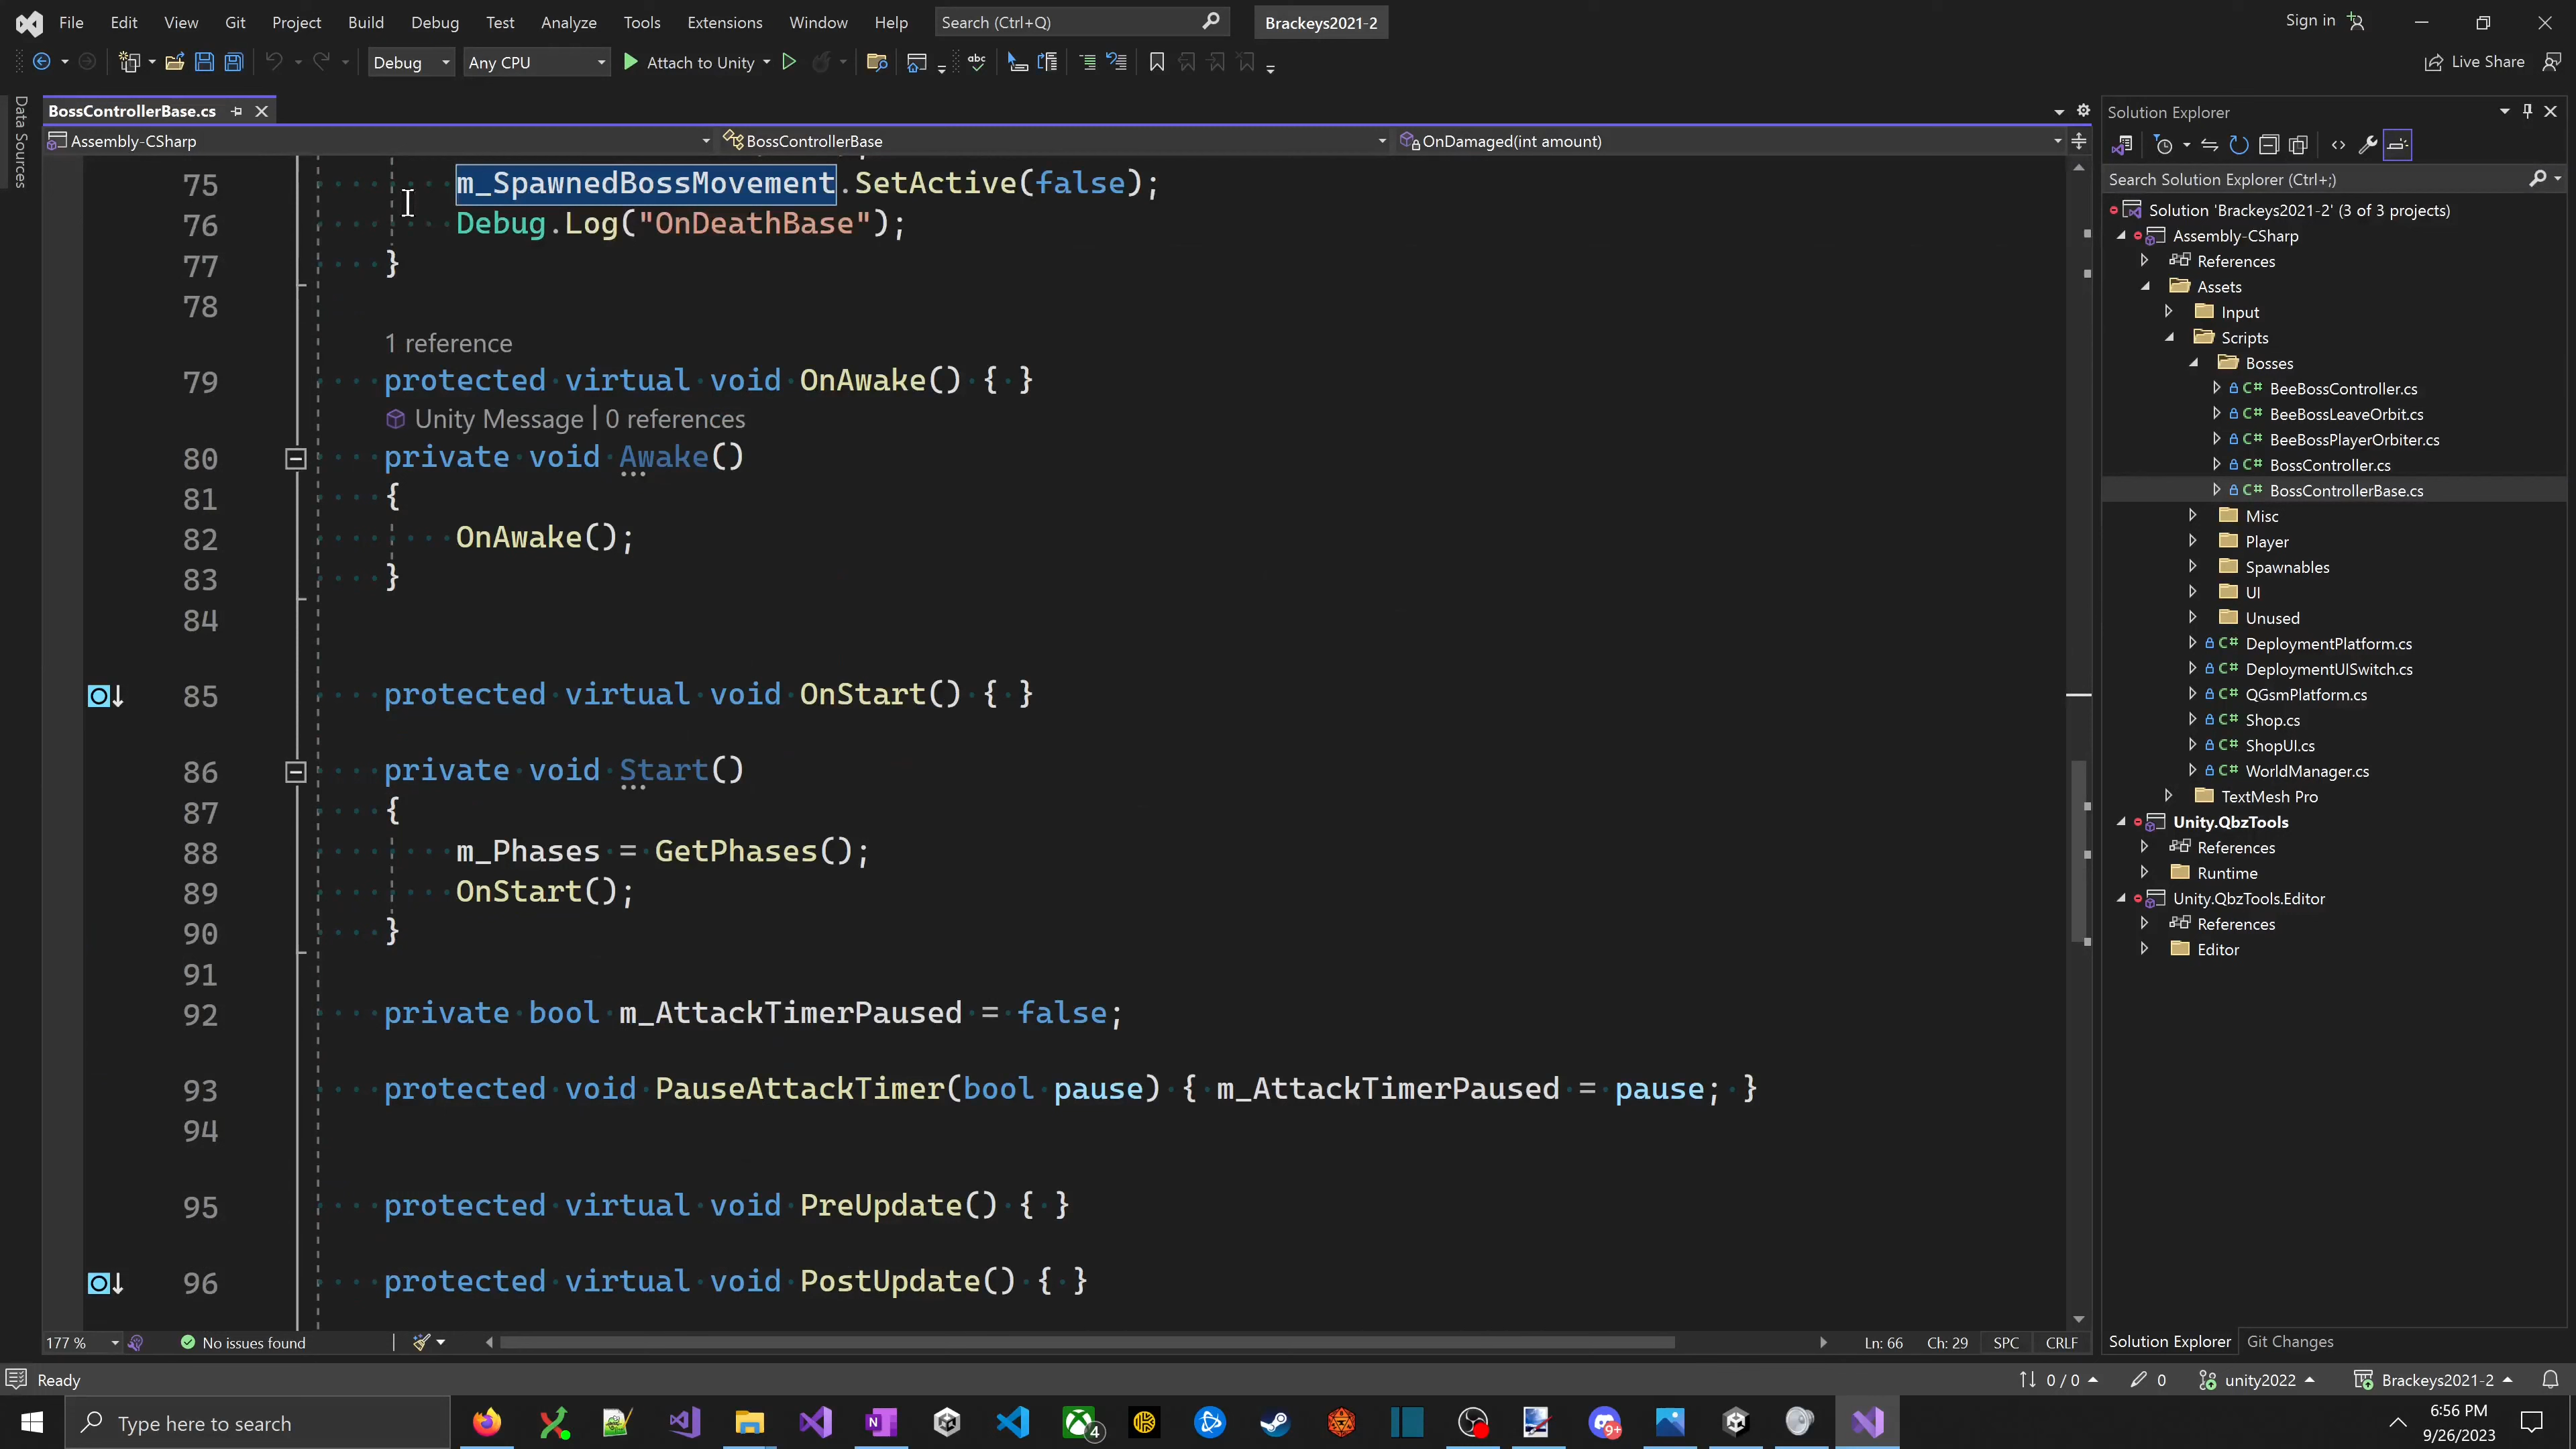 File Edit View Git Project Build Debug Test Analyze Tools Extensions Window Help Search (Ctrl+Q) Brackeys2021-2 Sign in
Debug Any CPU Attach to Unity Live Share
Data Sources
BossControllerBase.cs
Assembly-CSharp BossControllerBase OnDamaged(int amount)
75 m_SpawnedBossMovement.SetActive(false);
76 Debug.Log("OnDeathBase");
77 }
78
1 reference
79 protected virtual void OnAwake() { }
Unity Message | 0 references
80 private void Awake()
81 {
82 OnAwake();
83 }
84
85 protected virtual void OnStart() { }
86 private void Start()
87 {
88 m_Phases = GetPhases();
89 OnStart();
90 }
91
92 private bool m_AttackTimerPaused = false;
93 protected void PauseAttackTimer(bool pause) { m_AttackTimerPaused = pause; }
94
95 protected virtual void PreUpdate() { }
96 protected virtual void PostUpdate() { }
177 % No issues found Ln: 66 Ch: 29 SPC CRLF
Solution Explorer
Search Solution Explorer (Ctrl+;)
Solution 'Brackeys2021-2' (3 of 3 projects)
Assembly-CSharp
References
Assets
Input
Scripts
Bosses
C# BeeBossController.cs
C# BeeBossLeaveOrbit.cs
C# BeeBossPlayerOrbiter.cs
C# BossController.cs
C# BossControllerBase.cs
Misc
Player
Spawnables
UI
Unused
C# DeploymentPlatform.cs
C# DeploymentUISwitch.cs
C# QGsmPlatform.cs
C# Shop.cs
C# ShopUI.cs
C# WorldManager.cs
TextMesh Pro
Unity.QbzTools
References
Runtime
Unity.QbzTools.Editor
References
Editor
Solution Explorer Git Changes
Ready 0 / 0 0 unity2022 Brackeys2021-2
Type here to search 4 9+ 6:56 PM
9/26/2023